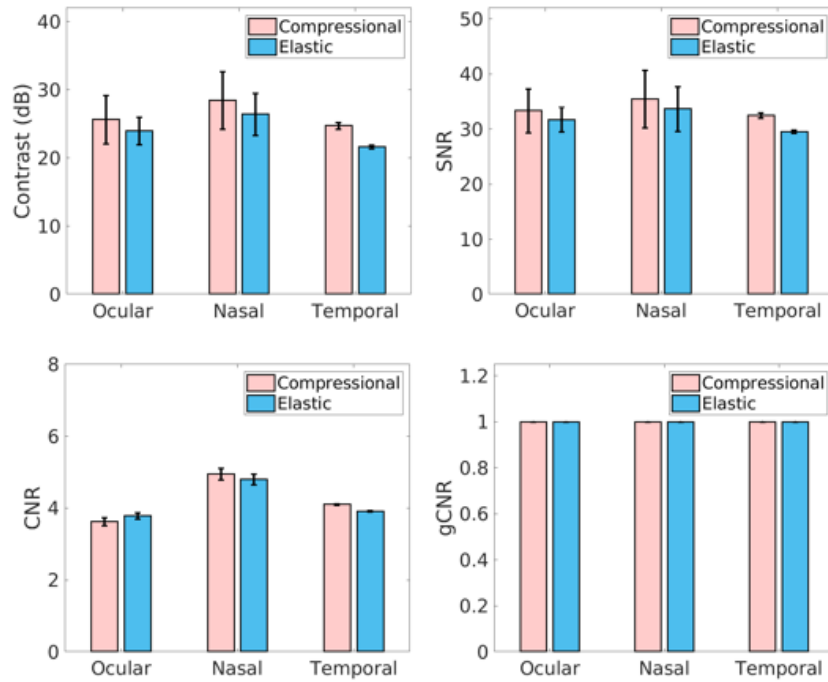 Contrast (dB)
40
30
20
10
0
Compressional
Elastic
Ocular Nasal Temporal
SNR
50
40
30
20
10
0
Compressional
Elastic
Ocular Nasal Temporal
CNR
8
6
4
2
0
Compressional
Elastic
Ocular Nasal Temporal
gCNR
1.2
1
0.8
0.6
0.4
0.2
0
Compressional
Elastic
Ocular Nasal Temporal